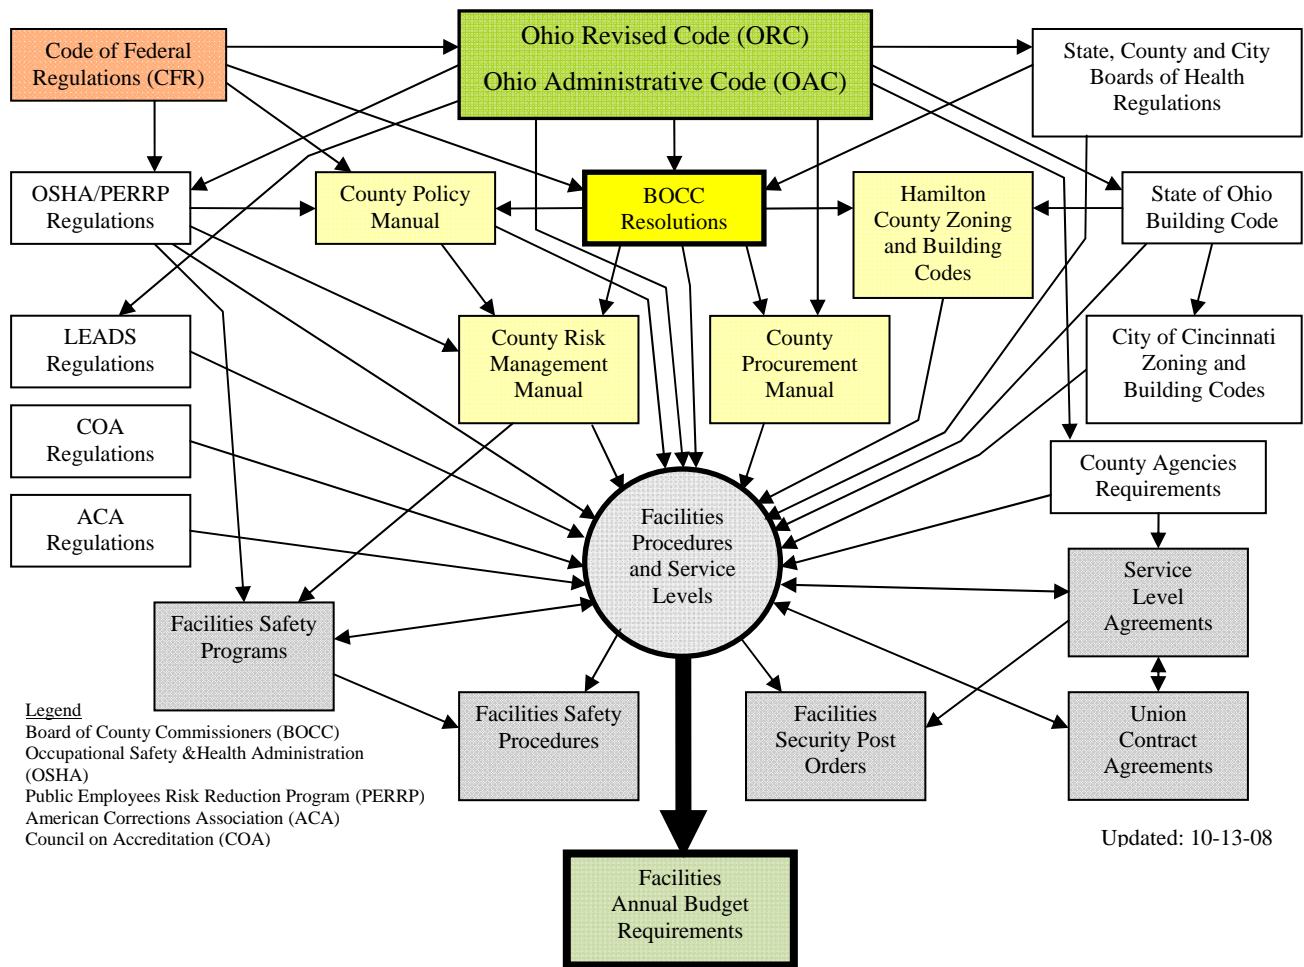 Code of Federal
Regulations (CFR)
Ohio Revised Code (ORC)
Ohio Administrative Code (OAC)
State, County and City
Boards of Health
Regulations
OSHA/PERRP
Regulations
County Policy
Manual
BOCC
Resolutions
Hamilton
County Zoning
and Building
Codes
State of Ohio
Building Code
LEADS
Regulations
County Risk
Management
Manual
County
Procurement
Manual
City of Cincinnati
Zoning and
Building Codes
COA
Regulations
County Agencies
Requirements
ACA
Regulations
Facilities
Procedures
and Service
Levels
Service
Level
Agreements
Facilities Safety
Programs
Facilities Safety
Procedures
Facilities
Security Post
Orders
Union
Contract
Agreements
Legend
Board of County Commissioners (BOCC)
Occupational Safety &Health Administration
(OSHA)
Public Employees Risk Reduction Program (PERRP)
American Corrections Association (ACA)
Council on Accreditation (COA)
Updated: 10-13-08
Facilities
Annual Budget
Requirements